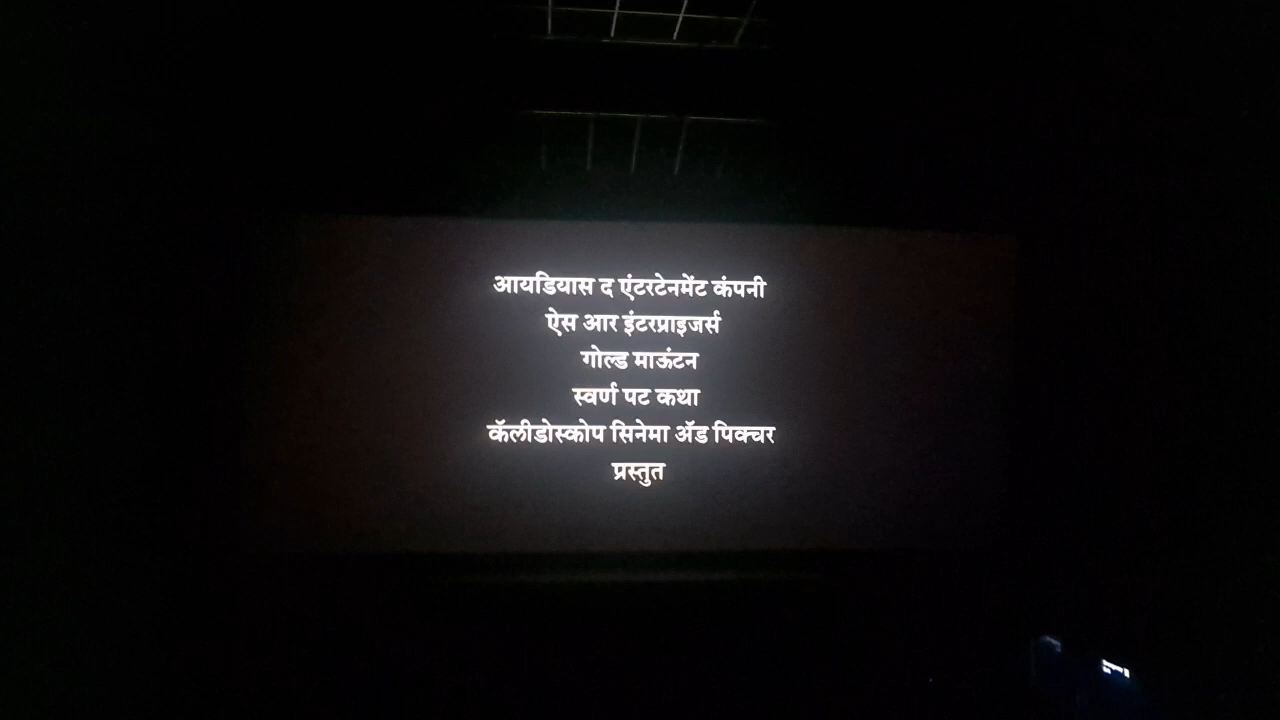 आयडियास द एंटरटेनमेंट कंपनी
ऐस आर इंटरप्राइजर्स
गोल्ड माऊंटन
स्वर्ण पट कथा
कॅलीडोस्कोप सिनेमा अँड पिक्चर
प्रस्तुत